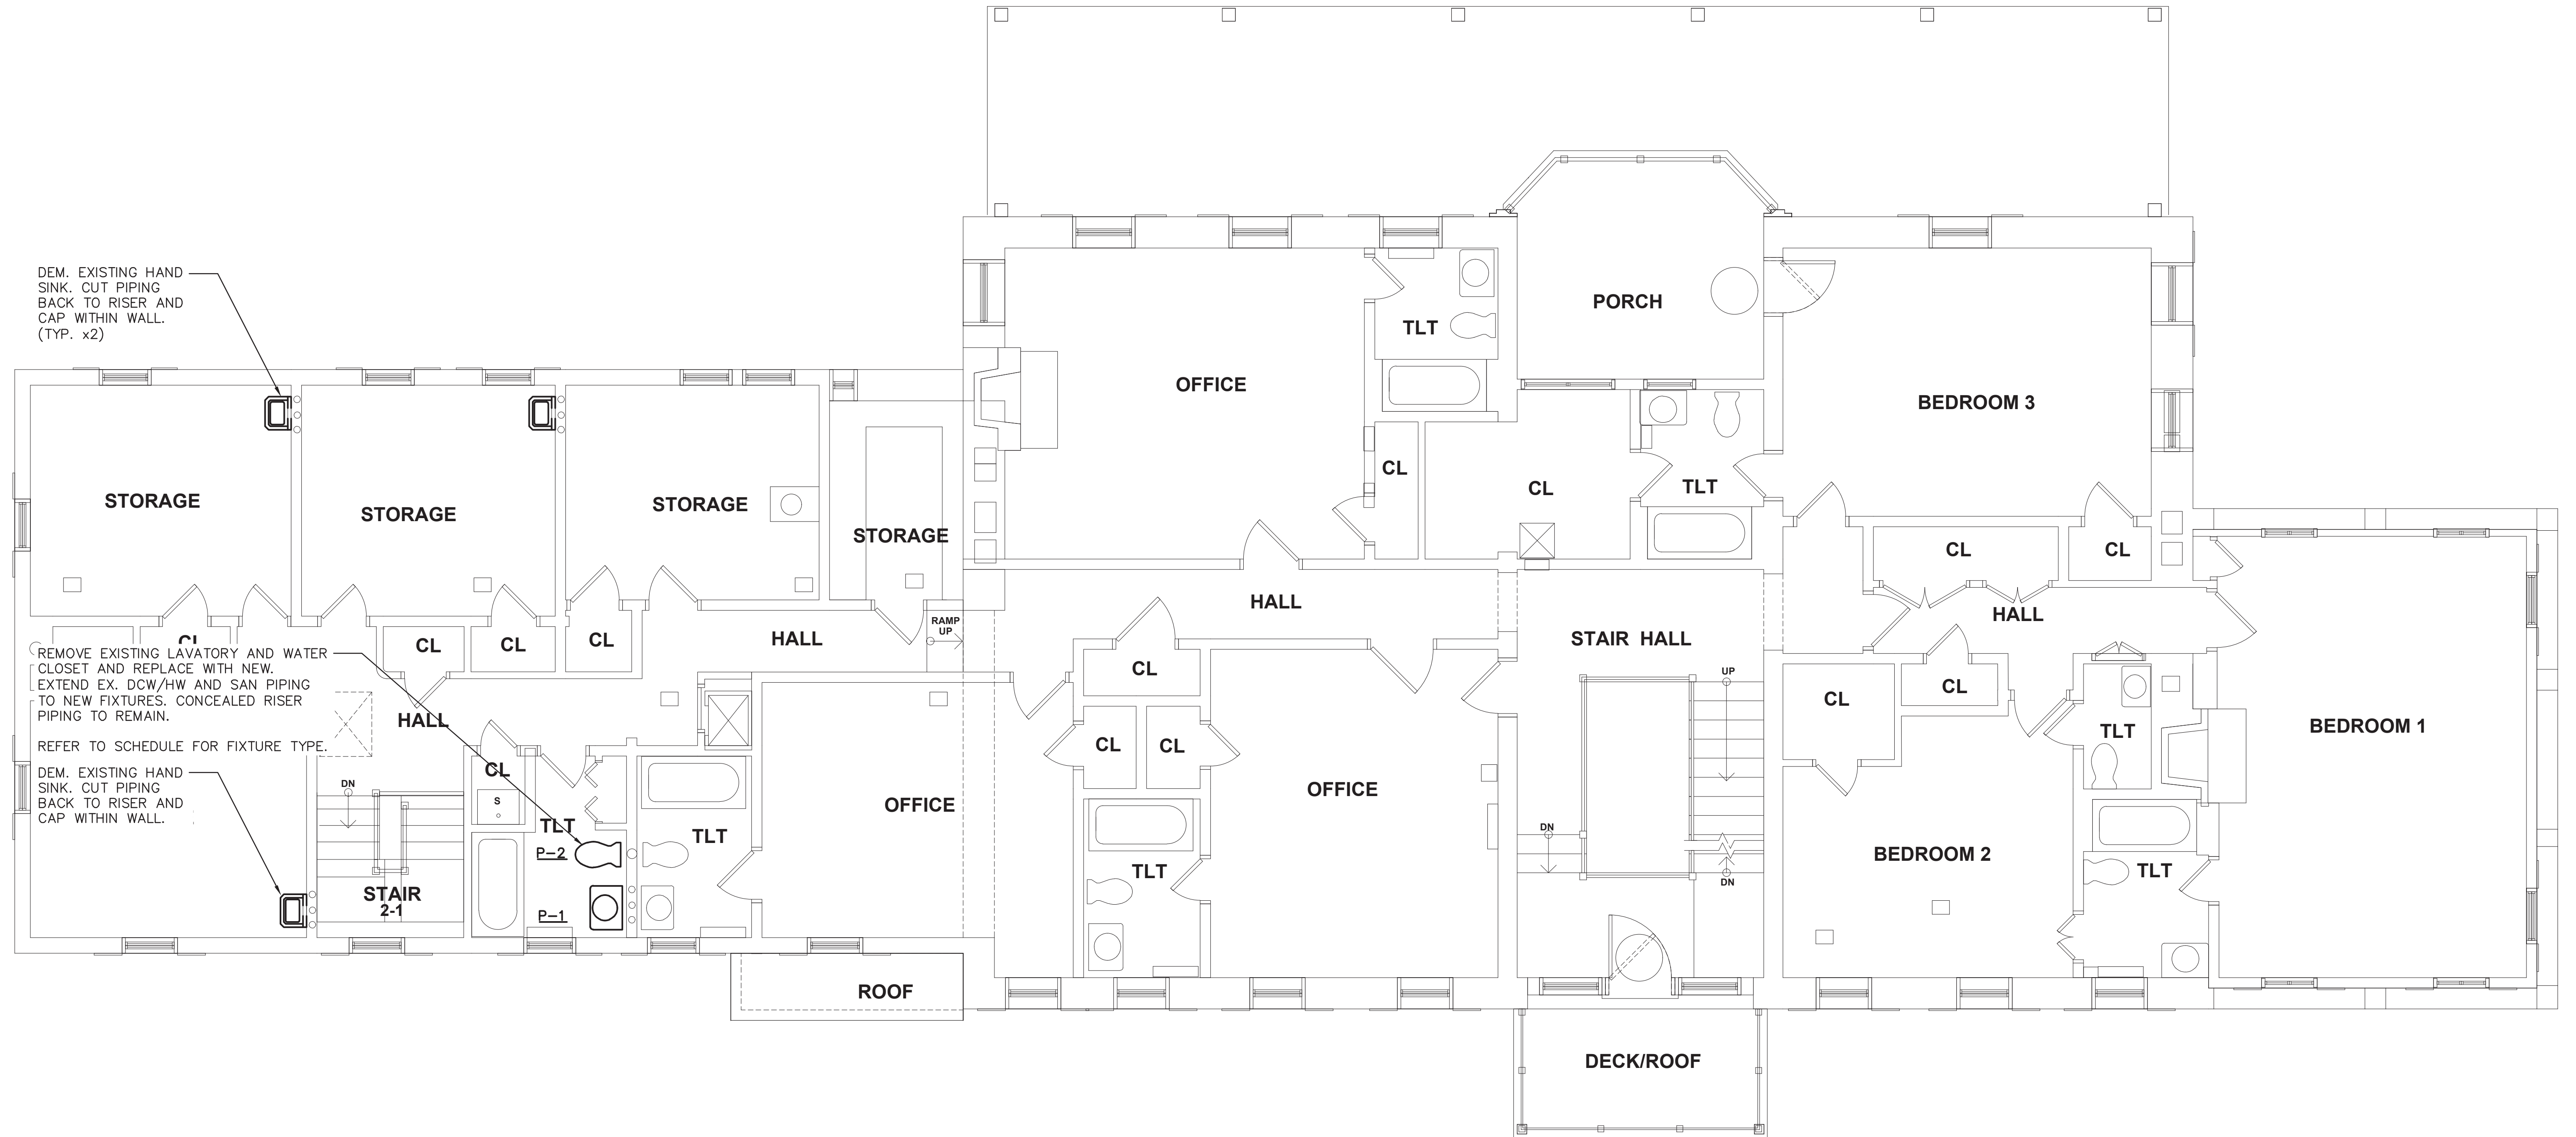 DEM. EXISTING HAND
SINK. CUT PIPING
BACK TO RISER AND
CAP WITHIN WALL.
(TYP. x2)
PORCH
TLT
OFFICE
BEDROOM 3
STORAGE
STORAGE
STORAGE
STORAGE
CL
CL
TLT
CL
CL
HALL
HALL
RAMP
UP
HALL
STAIR HALL
CL
CL
CL
CL
REMOVE EXISTING LAVATORY AND WATER
CLOSET AND REPLACE WITH NEW.
EXTEND EX. DCW/HW AND SAN PIPING
TO NEW FIXTURES. CONCEALED RISER
PIPING TO REMAIN.
REFER TO SCHEDULE FOR FIXTURE TYPE.
HALL
CL
UP
CL
CL
BEDROOM 1
TLT
CL
CL
CL
DEM. EXISTING HAND
SINK. CUT PIPING
BACK TO RISER AND
CAP WITHIN WALL.
DN
S
OFFICE
OFFICE
TLT
TLT
DN
P-2
BEDROOM 2
TLT
TLT
DN
STAIR
2-1
P-1
ROOF
DECK/ROOF